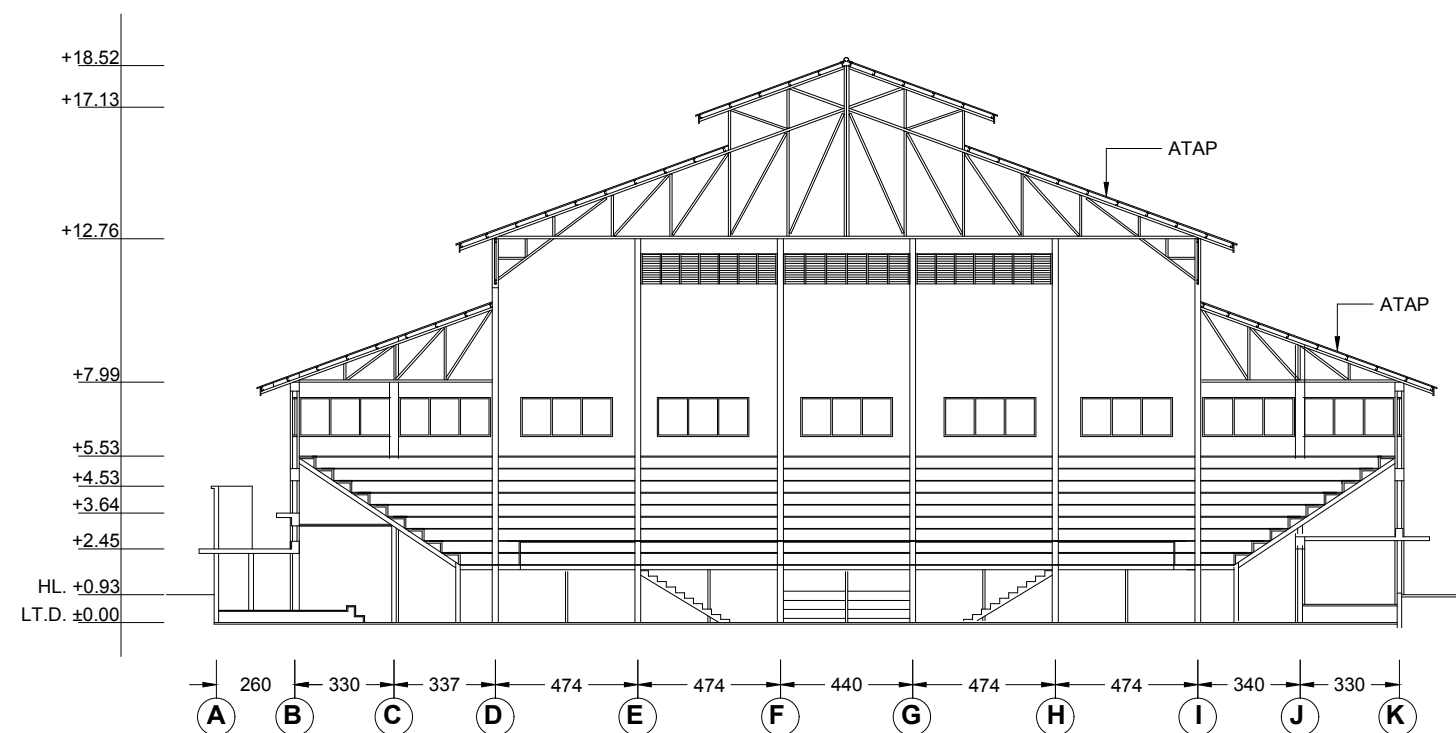 +18.52
+17.13
ATAP
+12.76
ATAP
+7.99
+5.53
+4.53
+3.64
+2.45
HL. +0.93
LT.D. ±0.00
260 330 337 474 474 440 474 474 340 330
A B C D E F G H I J K